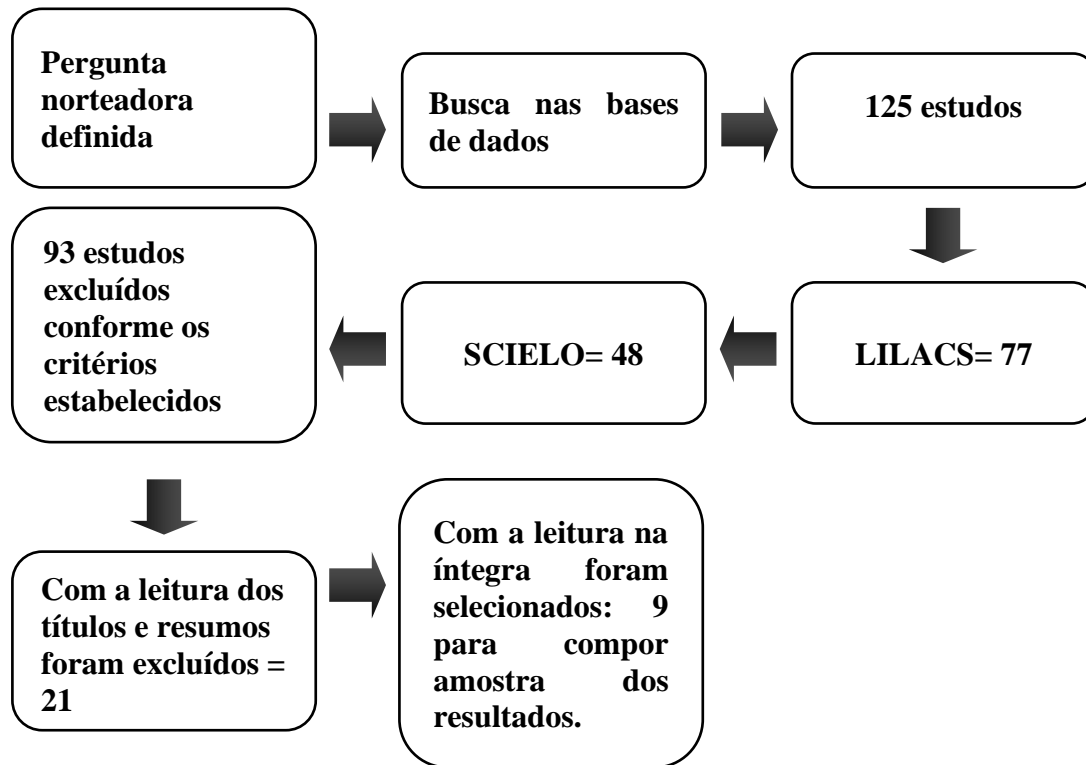 Pergunta
norteadora
definida
Busca nas bases
de dados
125 estudos
LILACS= 77
SCIELO= 48
93 estudos
excluídos
conforme os
critérios
estabelecidos
Com a leitura dos
títulos e resumos
foram excluídos =
21
Com a leitura na
íntegra foram
selecionados: 9
para compor
amostra dos
resultados.